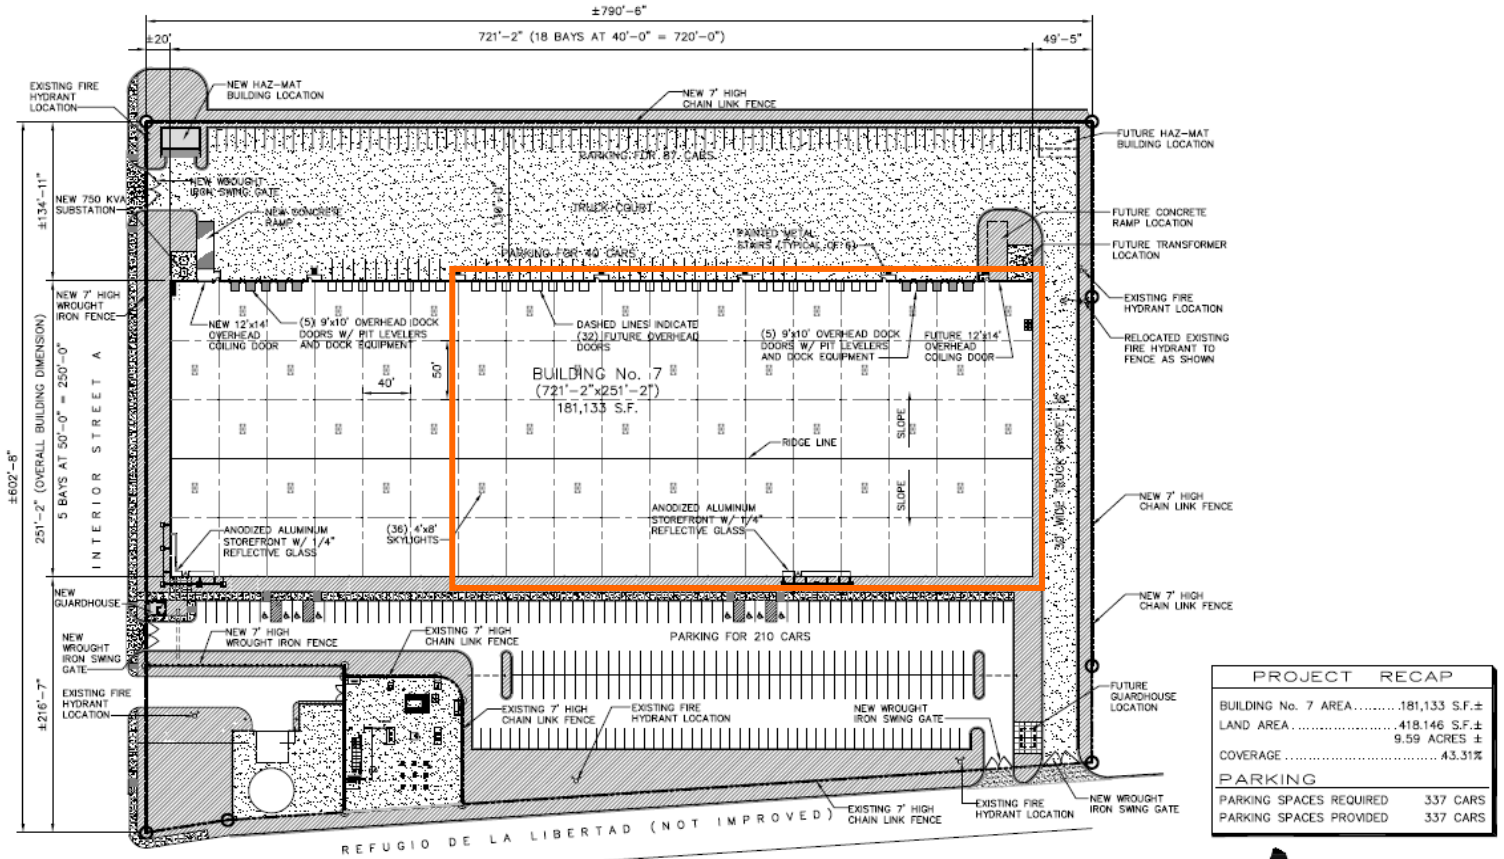 ±790'-6"
±20'
721'-2" (18 BAYS AT 40'-0" = 720'-0")
49'-5"
EXISTING FIRE
HYDRANT
LOCATION
NEW HAZ-MAT
BUILDING LOCATION
NEW 7' HIGH
CHAIN LINK FENCE
FUTURE HAZ-MAT
BUILDING LOCATION
PARKING FOR 87 CARS
NEW WROUGHT
IRON SWING GATE
±134'-11"
NEW 750 KVA
SUBSTATION
NEW CONCRETE
RAMP
TRUCK COURT
PAINTED METAL
STAIRS (TYPICAL OF 6)
FUTURE CONCRETE
RAMP LOCATION
FUTURE TRANSFORMER
LOCATION
PARKING FOR 40 CARS
NEW 7' HIGH
WROUGHT
IRON FENCE
EXISTING FIRE
HYDRANT LOCATION
NEW 12'x14'
OVERHEAD
COILING DOOR
(5) 9'x10' OVERHEAD DOCK
DOORS W/ PIT LEVELERS
AND DOCK EQUIPMENT
DASHED LINES INDICATE
(32) FUTURE OVERHEAD
DOORS
(5) 9'x10' OVERHEAD DOCK
DOORS W/ PIT LEVELERS
AND DOCK EQUIPMENT
FUTURE 12'x14'
OVERHEAD
COILING DOOR
RELOCATED EXISTING
FIRE HYDRANT TO
FENCE AS SHOWN
40'
50'
BUILDING No. 7
(721'-2"x251'-2")
181,133 S.F.
±602'-8"
251'-2" (OVERALL BUILDING DIMENSION)
5 BAYS AT 50'-0" = 250'-0"
INTERIOR STREET A
SLOPE
RIDGE LINE
SLOPE
30' WIDE TRUCK DRIVE
NEW 7' HIGH
CHAIN LINK FENCE
ANODIZED ALUMINUM
STOREFRONT W/ 1/4"
REFLECTIVE GLASS
(36) 4'x8'
SKYLIGHTS
ANODIZED ALUMINUM
STOREFRONT W/ 1/4"
REFLECTIVE GLASS
NEW
GUARDHOUSE
NEW 7' HIGH
CHAIN LINK FENCE
NEW
WROUGHT
IRON SWING
GATE
NEW 7' HIGH
WROUGHT IRON FENCE
EXISTING 7' HIGH
CHAIN LINK FENCE
PARKING FOR 210 CARS
±216'-7"
EXISTING FIRE
HYDRANT
LOCATION
EXISTING 7' HIGH
CHAIN LINK FENCE
EXISTING FIRE
HYDRANT LOCATION
NEW WROUGHT
IRON SWING GATE
FUTURE
GUARDHOUSE
LOCATION
EXISTING 7' HIGH
CHAIN LINK FENCE
EXISTING FIRE
HYDRANT LOCATION
NEW WROUGHT
IRON SWING GATE
REFUGIO DE LA LIBERTAD (NOT IMPROVED)
PROJECT RECAP
BUILDING No. 7 AREA..........181,133 S.F.±
LAND AREA ........................418,146 S.F.±
9.59 ACRES ±
COVERAGE ................................43.31%
PARKING
PARKING SPACES REQUIRED 337 CARS
PARKING SPACES PROVIDED 337 CARS